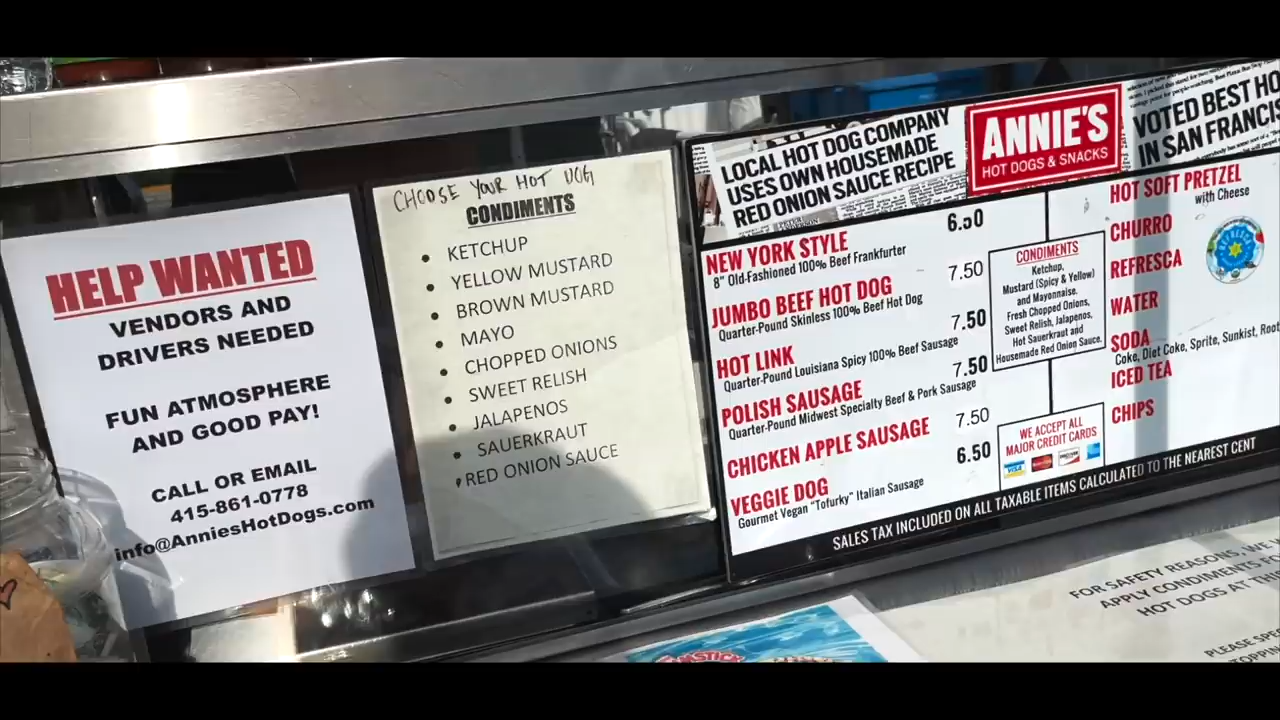 HELP WANTED
VENDORS AND
DRIVERS NEEDED
FUN ATMOSPHERE
AND GOOD PAY!
CALL OR EMAIL
415-861-0778
info@AnniesHotDogs.com
CHOOSE YOUR HOT DOG
CONDIMENTS
• KETCHUP
• YELLOW MUSTARD
• BROWN MUSTARD
• MAYO
• CHOPPED ONIONS
• SWEET RELISH
• JALAPENOS
• SAUERKRAUT
• RED ONION SAUCE
LOCAL HOT DOG COMPANY
USES OWN HOUSEMADE
RED ONION SAUCE RECIPE
ANNIE'S
HOT DOGS & SNACKS
VOTED BEST HO
IN SAN FRANCIS
NEW YORK STYLE 6.50
8" Old-Fashioned 100% Beef Frankfurter
JUMBO BEEF HOT DOG 7.50
Quarter-Pound Skinless 100% Beef Hot Dog
HOT LINK 7.50
Quarter-Pound Louisiana Spicy 100% Beef Sausage
POLISH SAUSAGE 7.50
Quarter-Pound Midwest Specialty Beef & Pork Sausage
CHICKEN APPLE SAUSAGE 7.50
VEGGIE DOG 6.50
Gourmet Vegan "Tofurky" Italian Sausage
CONDIMENTS
Ketchup,
Mustard (Spicy & Yellow)
and Mayonnaise.
Fresh Chopped Onions,
Sweet Relish, Jalapenos,
Hot Sauerkraut and
Housemade Red Onion Sauce.
WE ACCEPT ALL
MAJOR CREDIT CARDS
VISA
HOT SOFT PRETZEL
with Cheese
CHURRO
REFRESCA
WATER
SODA
Coke, Diet Coke, Sprite, Sunkist, Root
ICED TEA
CHIPS
SALES TAX INCLUDED ON ALL TAXABLE ITEMS CALCULATED TO THE NEAREST CENT
FOR SAFETY REASONS, WE
APPLY CONDIMENTS FO
HOT DOGS AT THI
PLEASE SPE